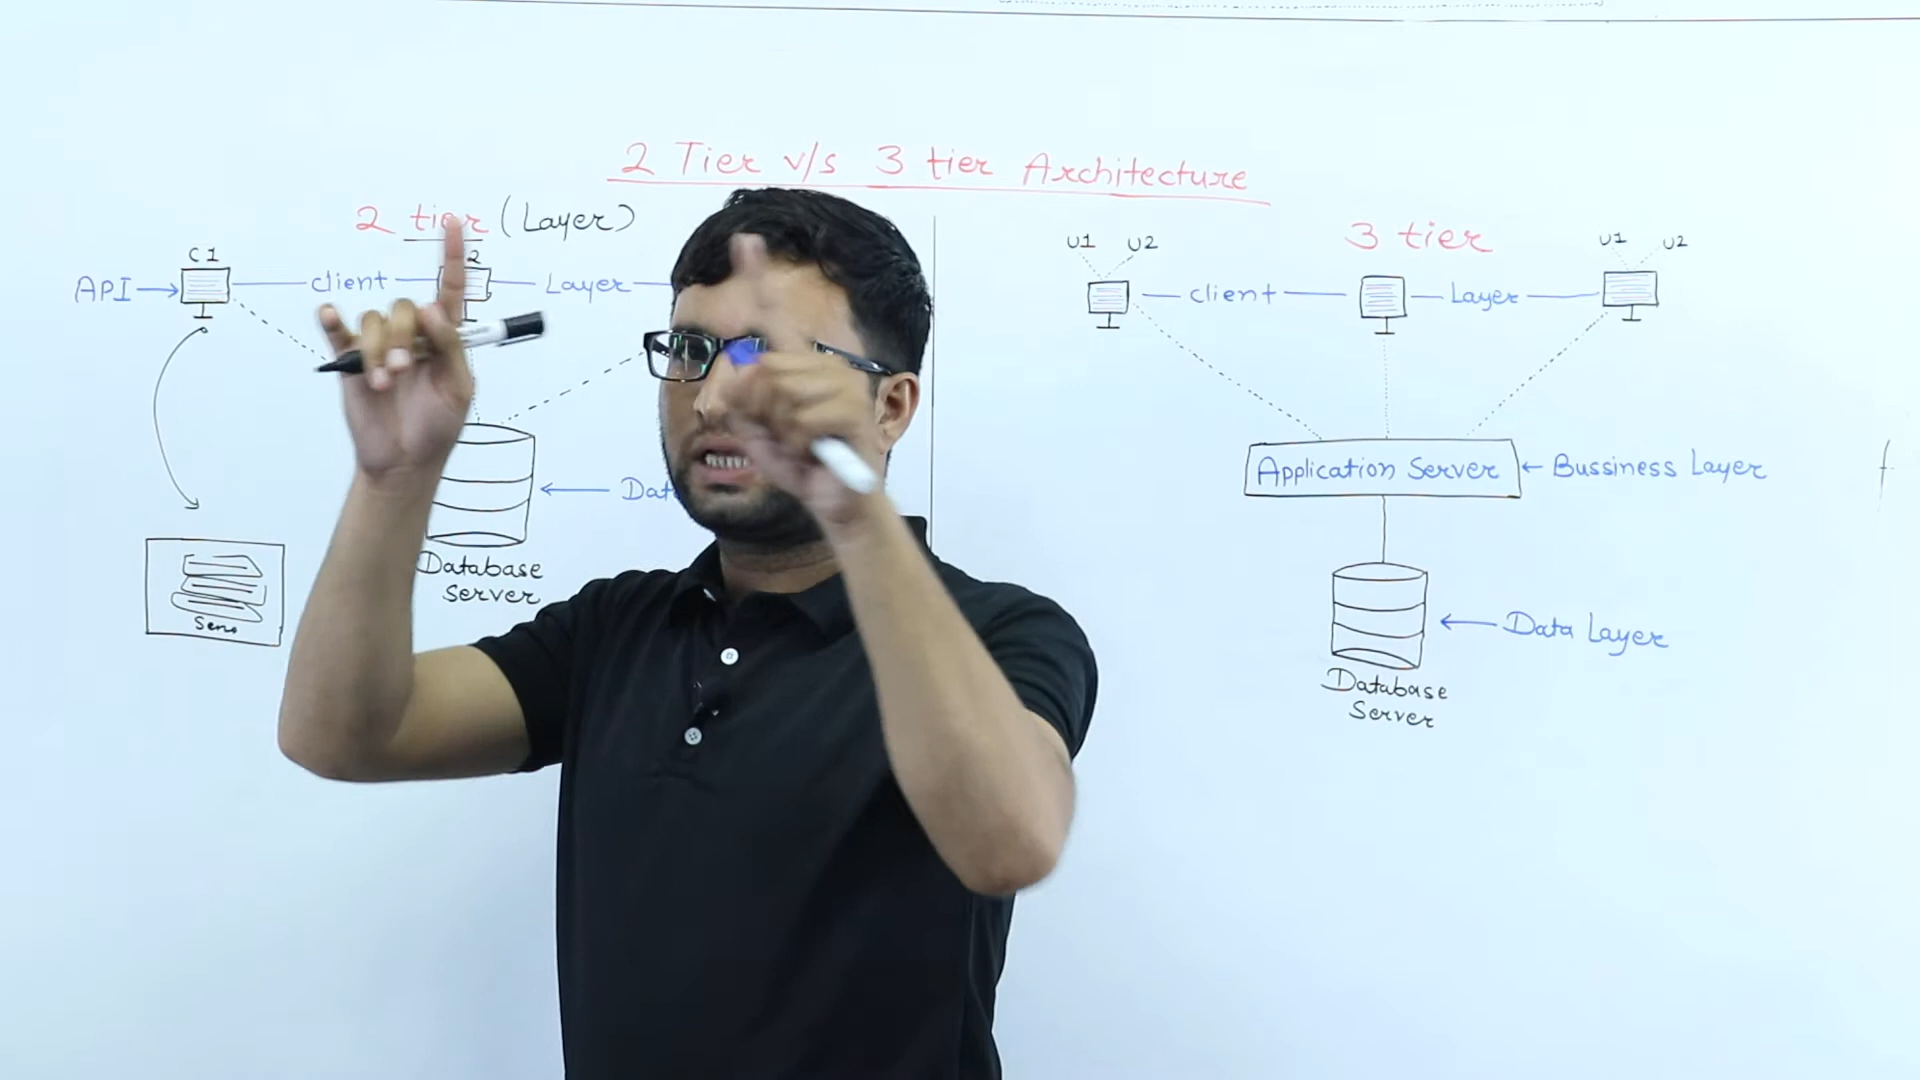 2 Tier v/s 3 tier Architecture
2 tier (Layer)
C1
2
API
client
Layer
Database
Server
3 tier
U1 U2
U1 U2
client
Layer
Application Server
Bussiness Layer
Data Layer
Database
Server